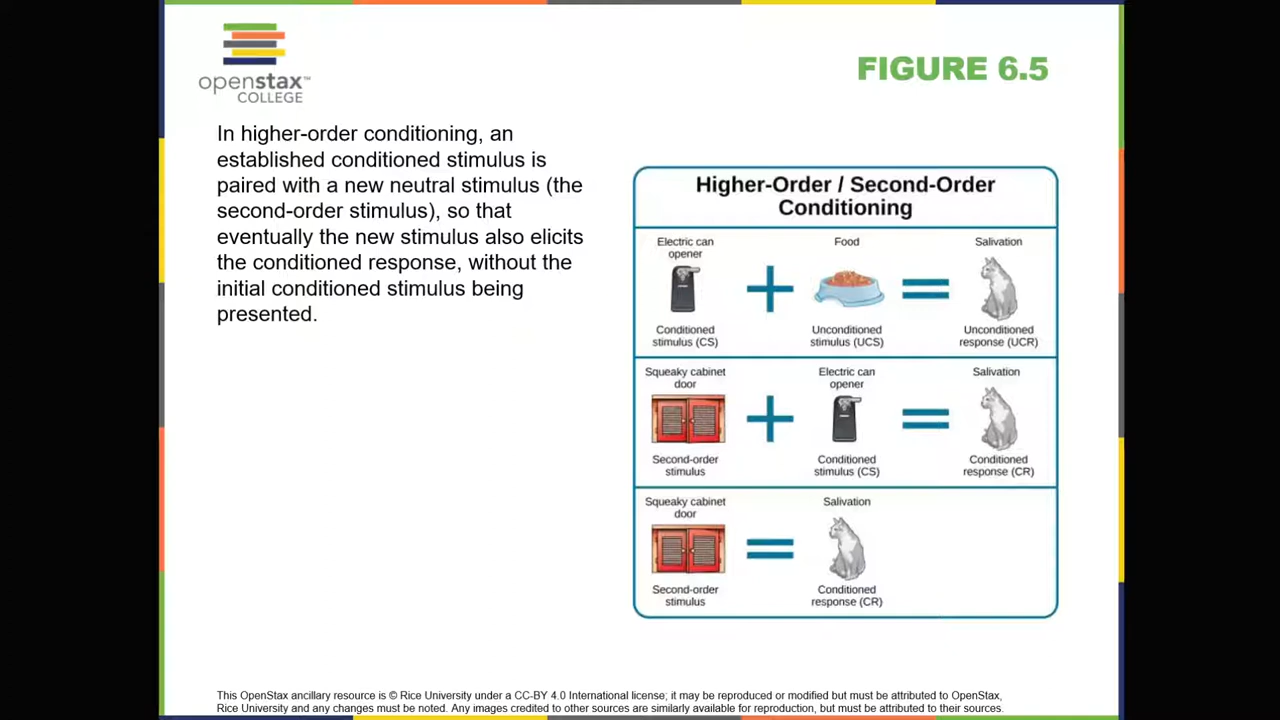 openstax™
COLLEGE
FIGURE 6.5
In higher-order conditioning, an
established conditioned stimulus is
paired with a new neutral stimulus (the
second-order stimulus), so that
eventually the new stimulus also elicits
the conditioned response, without the
initial conditioned stimulus being
presented.
Higher-Order / Second-Order
Conditioning
Electric can
opener
Food
Salivation
Conditioned
stimulus (CS)
Unconditioned
stimulus (UCS)
Unconditioned
response (UCR)
Squeaky cabinet
door
Electric can
opener
Salivation
Second-order
stimulus
Conditioned
stimulus (CS)
Conditioned
response (CR)
Squeaky cabinet
door
Salivation
Second-order
stimulus
Conditioned
response (CR)
This OpenStax ancillary resource is © Rice University under a CC-BY 4.0 International license; it may be reproduced or modified but must be attributed to OpenStax,
Rice University and any changes must be noted. Any images credited to other sources are similarly available for reproduction, but must be attributed to their sources.